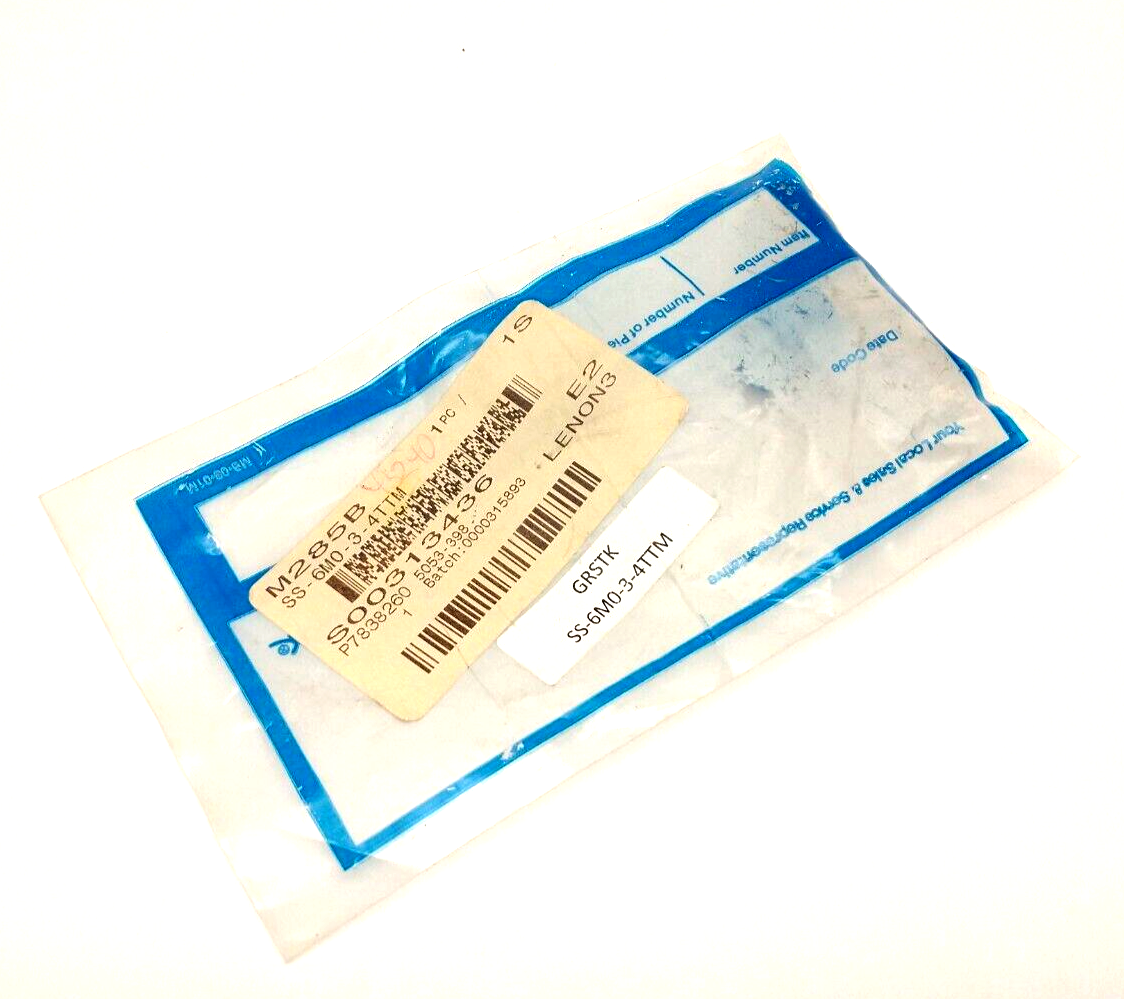 M285B
1S
SS-6M0-3-4TTM
1 PC /
S00313436
E2
P7838260 5053-398
LENON3
1 Batch:0000315893
GRSTK
SS-6M0-3-4TTM
Item Number
Number of Pie
Date Code
Your Local Sales & Service Representative
MS-03-01M